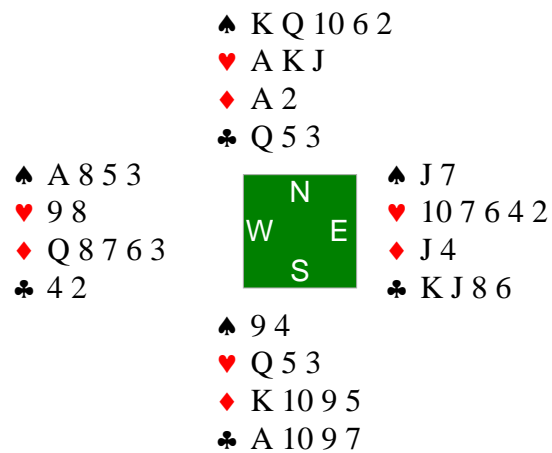 ♠ K Q 10 6 2
♥ A K J
♦ A 2
♣ Q 5 3
♠ A 8 5 3
♥ 9 8
♦ Q 8 7 6 3
♣ 4 2
N
W E
S
♠ J 7
♥ 10 7 6 4 2
♦ J 4
♣ K J 8 6
♠ 9 4
♥ Q 5 3
♦ K 10 9 5
♣ A 10 9 7